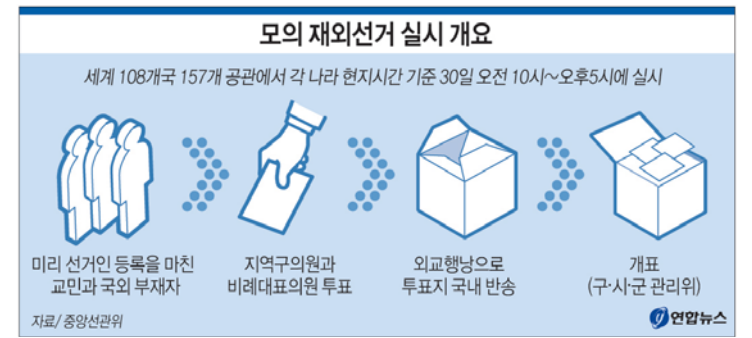 모의 재외선거 실시 개요
세계 108개국 157개 공관에서 각 나라 현지시간 기준 30일 오전 10시~오후5시에 실시
미리 선거인 등록을 마친
교민과 국외 부재자
지역구의원과
비례대표의원 투표
외교행낭으로
투표지 국내 반송
개표
(구·시·군 관리위)
자료/중앙선관위
연합뉴스